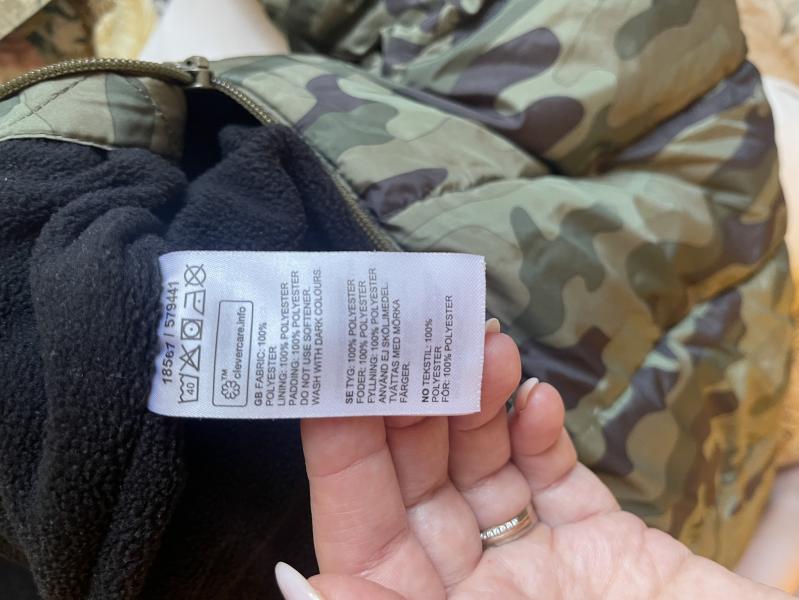 18567 / 579441
40
TM
clevercare.info
GB FABRIC: 100%
POLYESTER
LINING: 100% POLYESTER
PADDING: 100% POLYESTER
DO NOT USE SOFTENER.
WASH WITH DARK COLOURS.
SE TYG: 100% POLYESTER
FODER: 100% POLYESTER
FYLLNING: 100% POLYESTER
ANVÄND EJ SKÖLJMEDEL.
TVÄTTAS MED MÖRKA
FÄRGER.
NO TEKSTIL: 100%
POLYESTER
FÔR: 100% POLYESTER